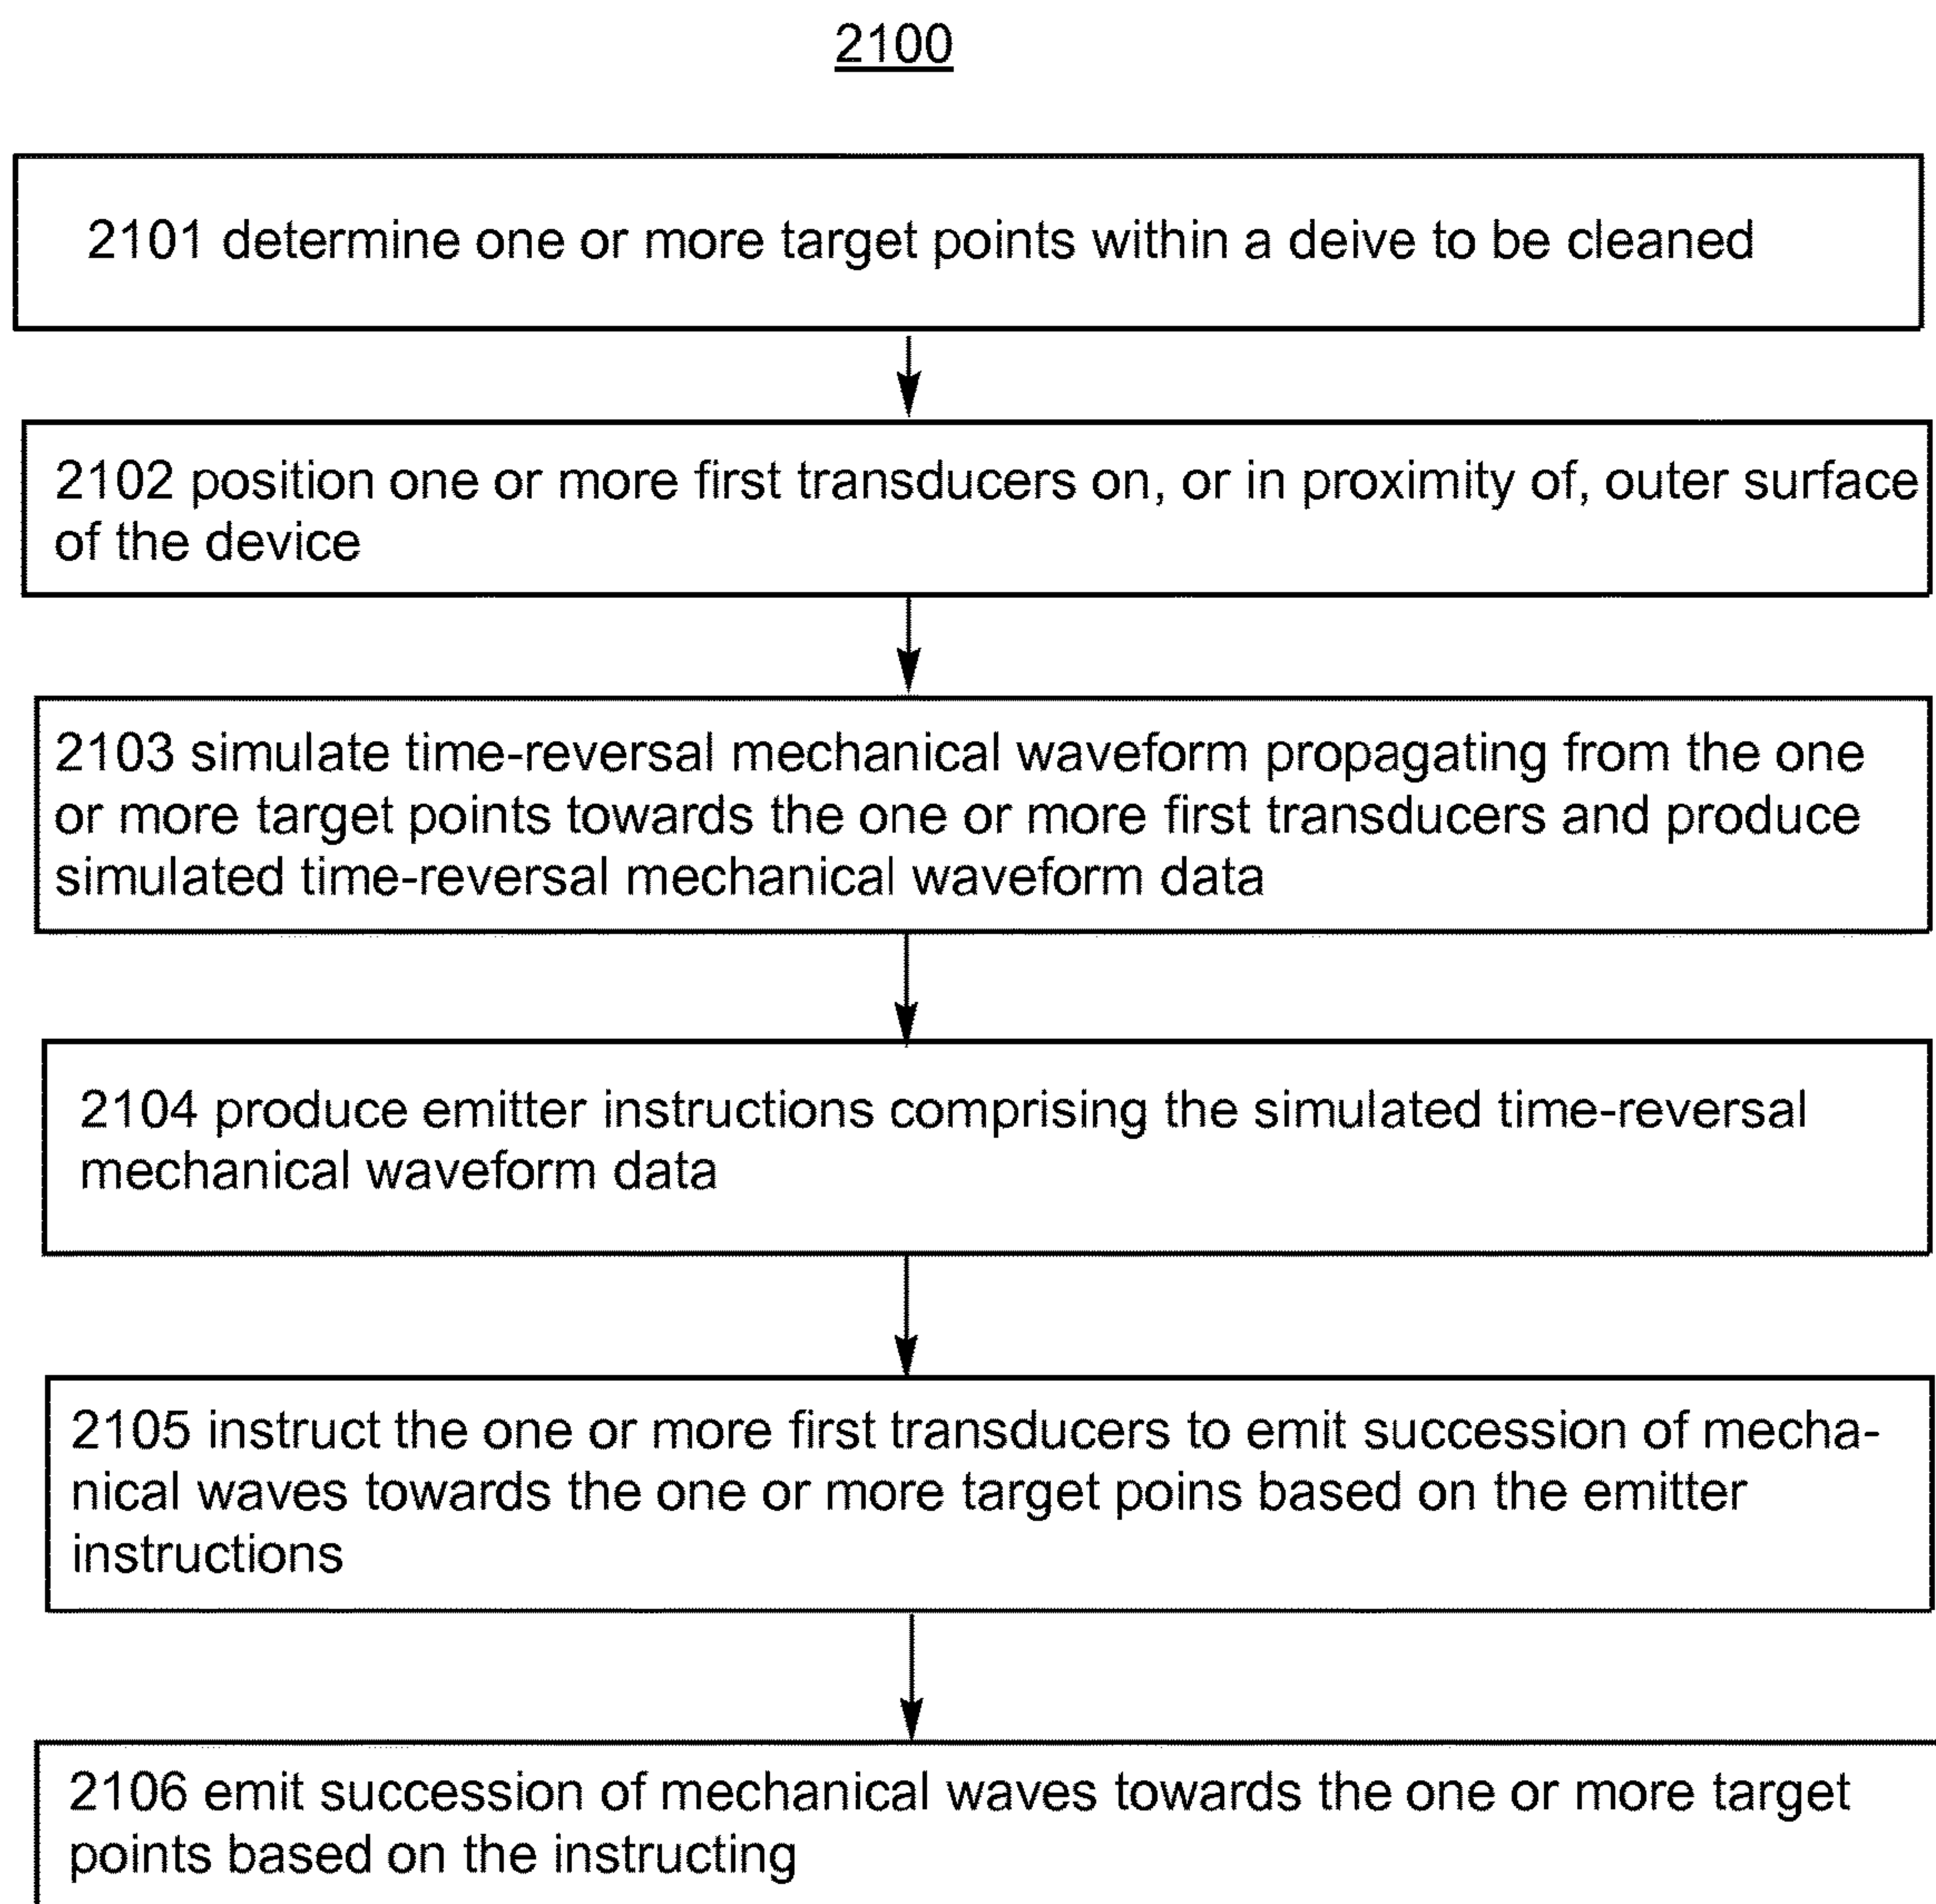 2100
2101 determine one or more target points within a deive to be cleaned
2102 position one or more first transducers on, or in proximity of, outer surface
of the device
2103 simulate time-reversal mechanical waveform propagating from the one
or more target points towards the one or more first transducers and produce
simulated time-reversal mechanical waveform data
2104 produce emitter instructions comprising the simulated time-reversal
mechanical waveform data
2105 instruct the one or more first transducers to emit succession of mecha-
nical waves towards the one or more target poins based on the emitter
instructions
2106 emit succession of mechanical waves towards the one or more target
points based on the instructing